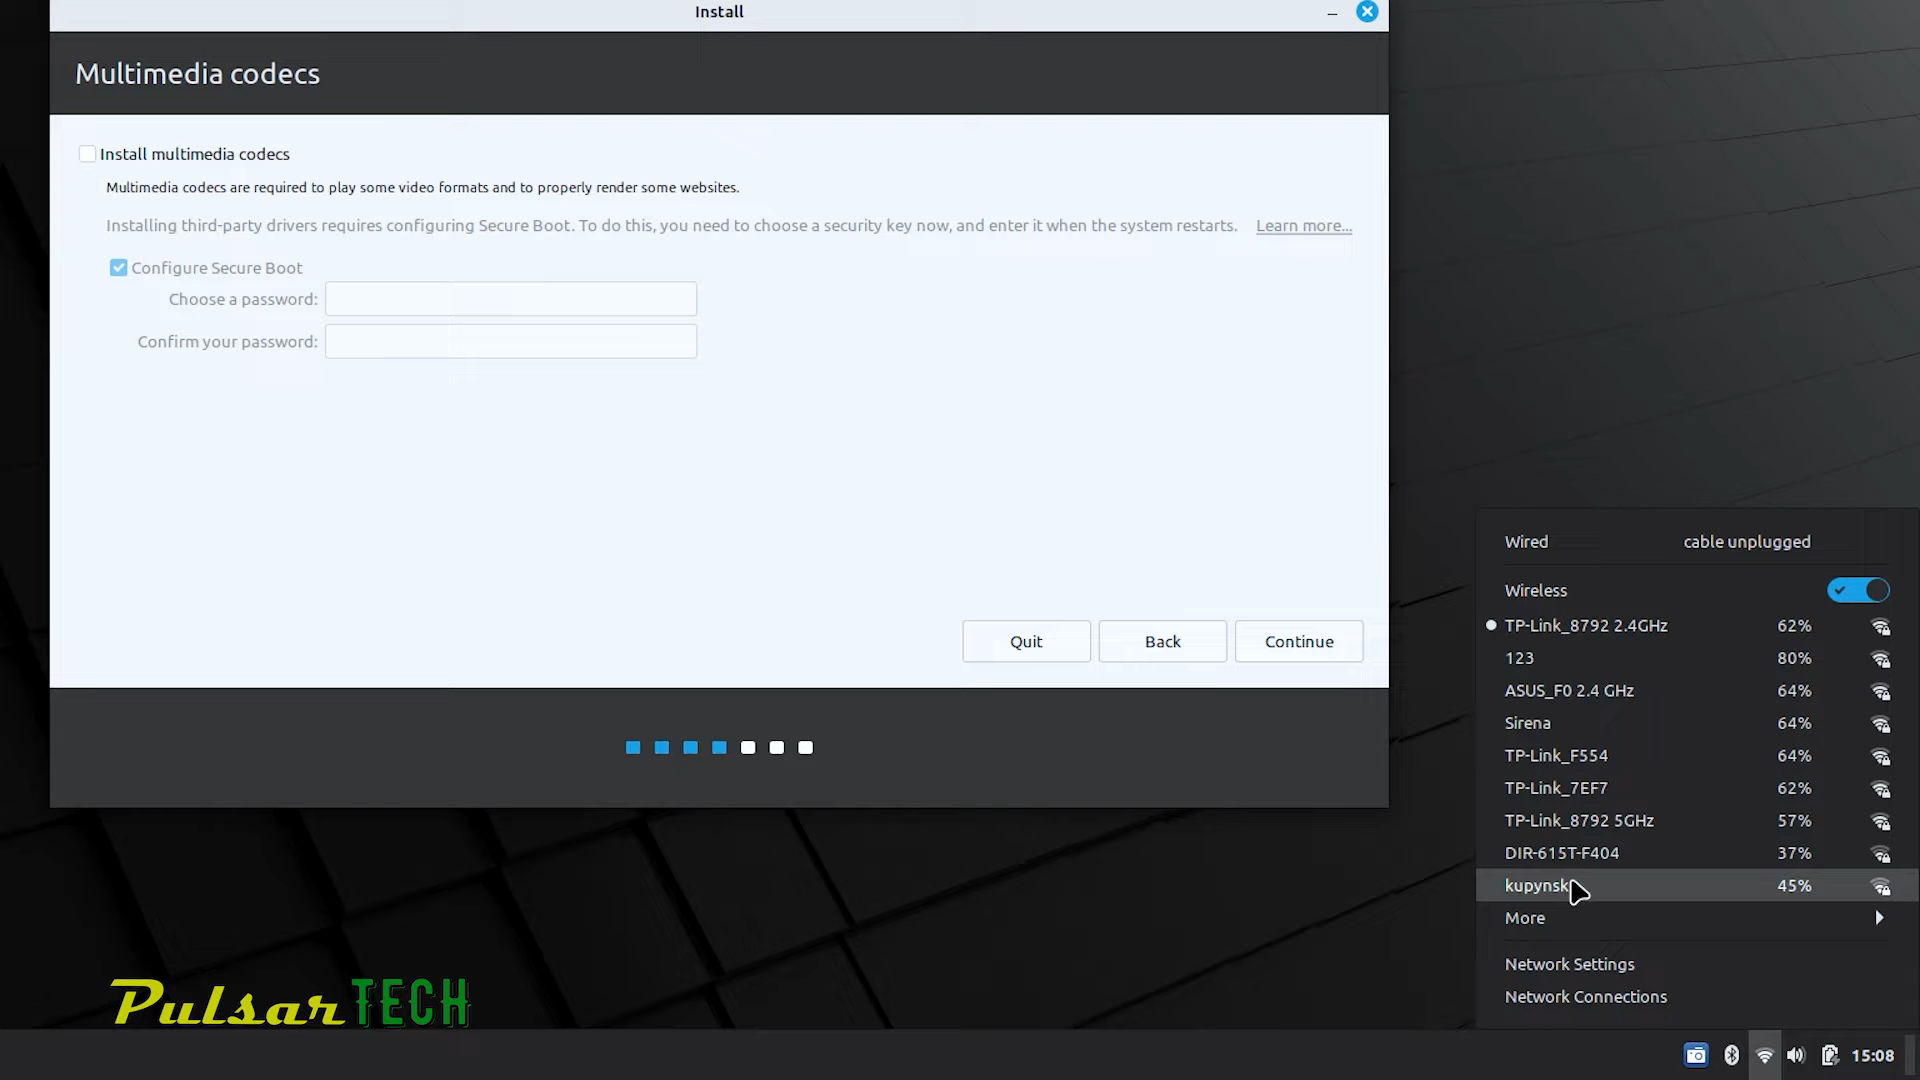 Install
Multimedia codecs
Install multimedia codecs
Multimedia codecs are required to play some video formats and to properly render some websites.
Installing third-party drivers requires configuring Secure Boot. To do this, you need to choose a security key now, and enter it when the system restarts. Learn more...
Configure Secure Boot
Choose a password:
Confirm your password:
Quit Back Continue
Wired cable unplugged
Wireless
TP-Link_8792 2.4GHz 62%
123 80%
ASUS_F0 2.4 GHz 64%
Sirena 64%
TP-Link_F554 64%
TP-Link_7EF7 62%
TP-Link_8792 5GHz 57%
DIR-615T-F404 37%
45%
More
Network Settings
Network Connections
PulsarTECH
15:08